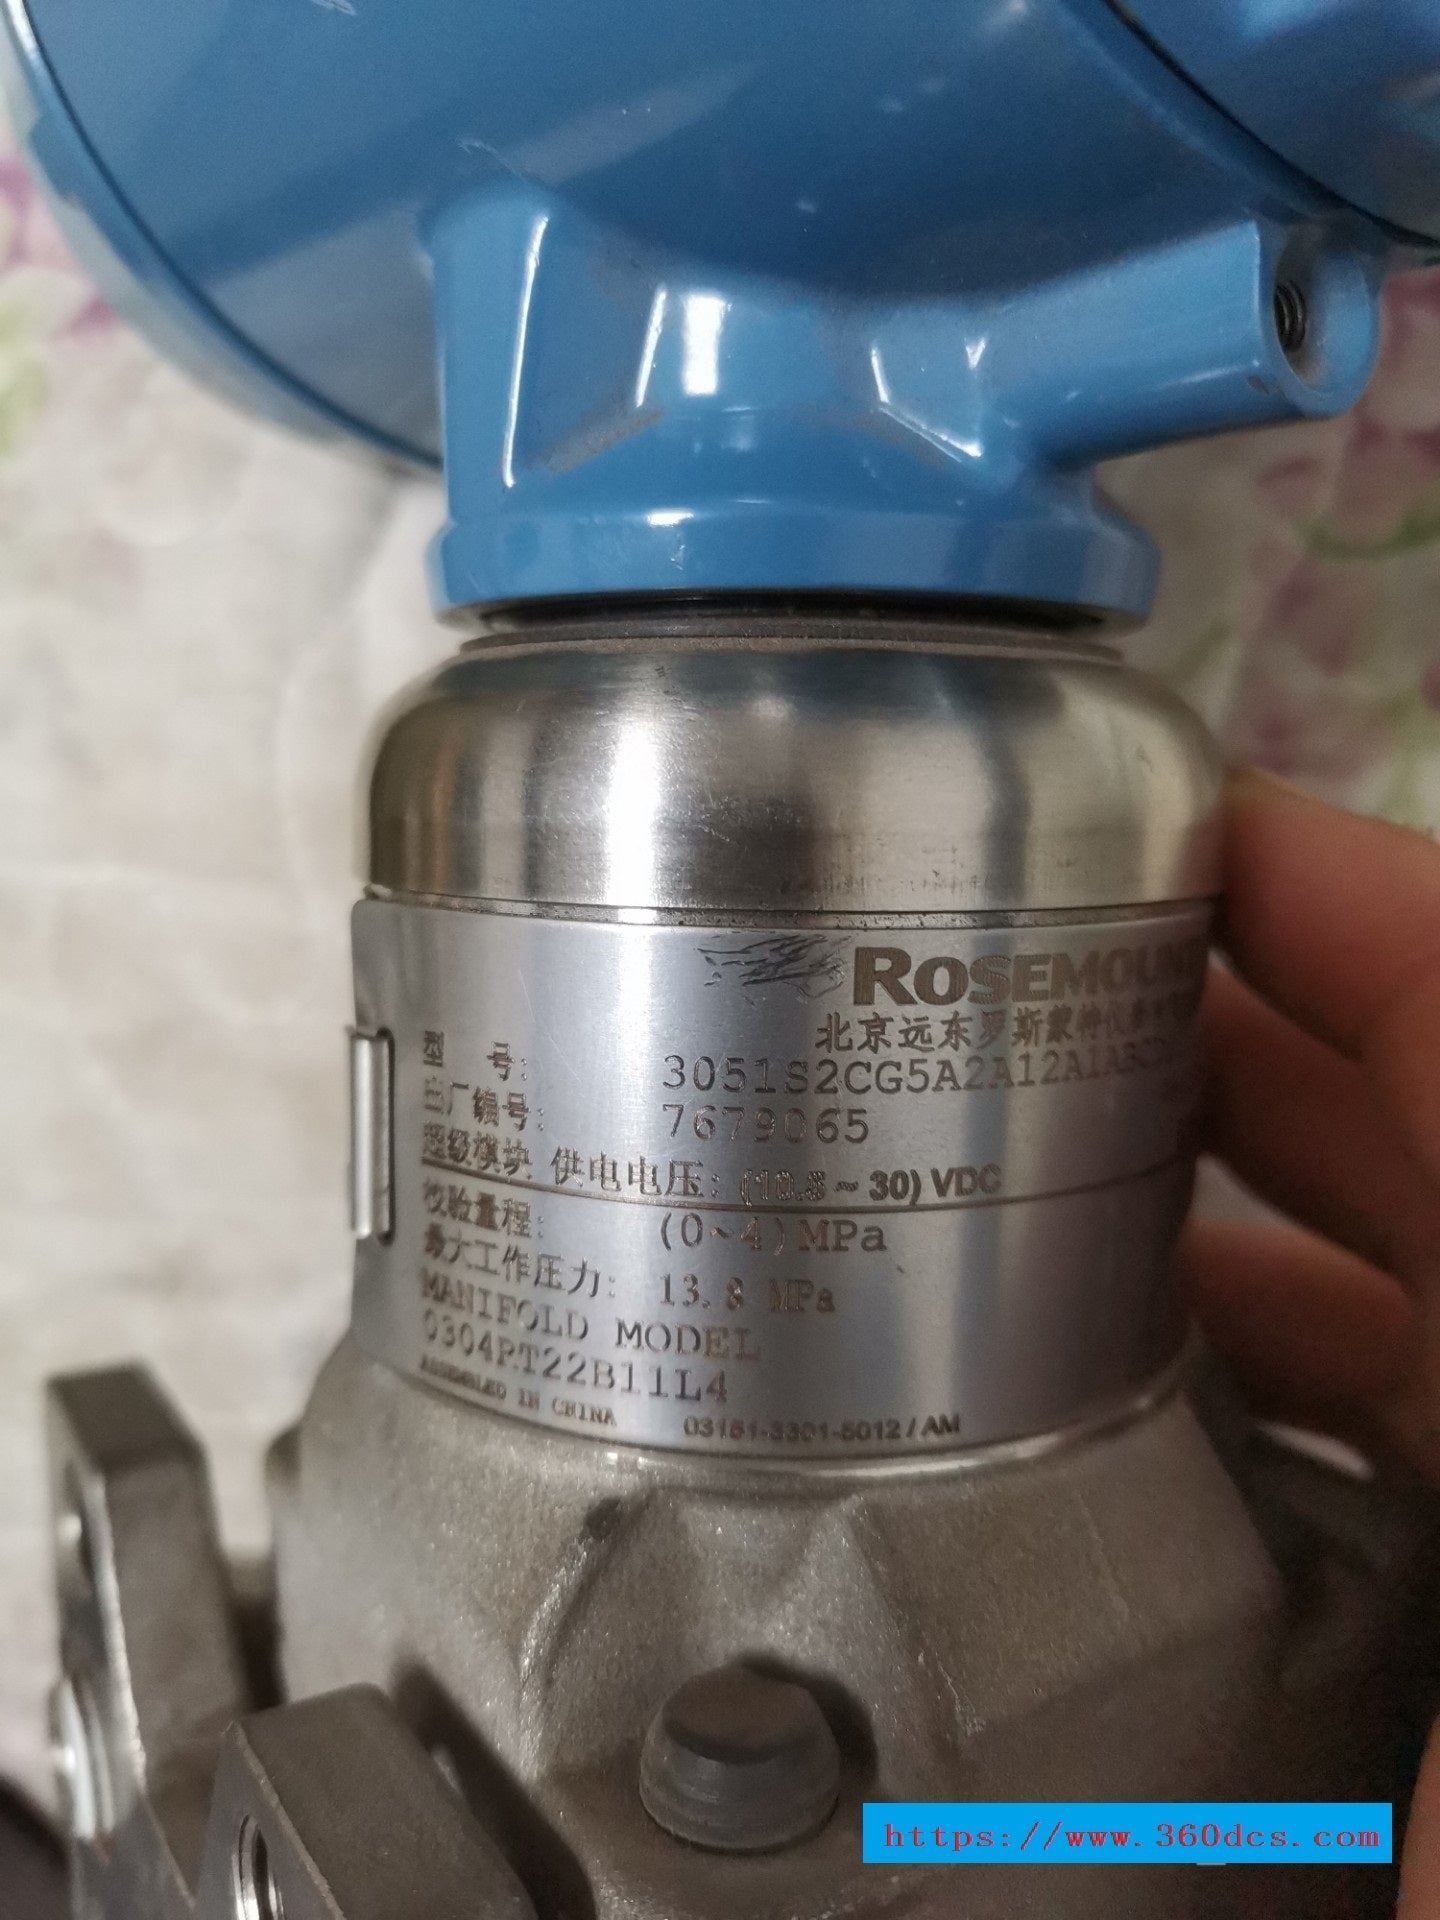 ROSEMOUN
北京远东罗斯蒙特仪
型 号: 3051S2CG5A2A12A1AB
出厂编号: 7679065
超级模块 供电电压: (10.5~30) VDC
校验量程: (0~4)MPa
最大工作压力: 13.8 MPa
MANIFOLD MODEL
0304RT22B11L4
ASSEMBLED IN CHINA 03151-3301-5012/AM
https://www.360dcs.com